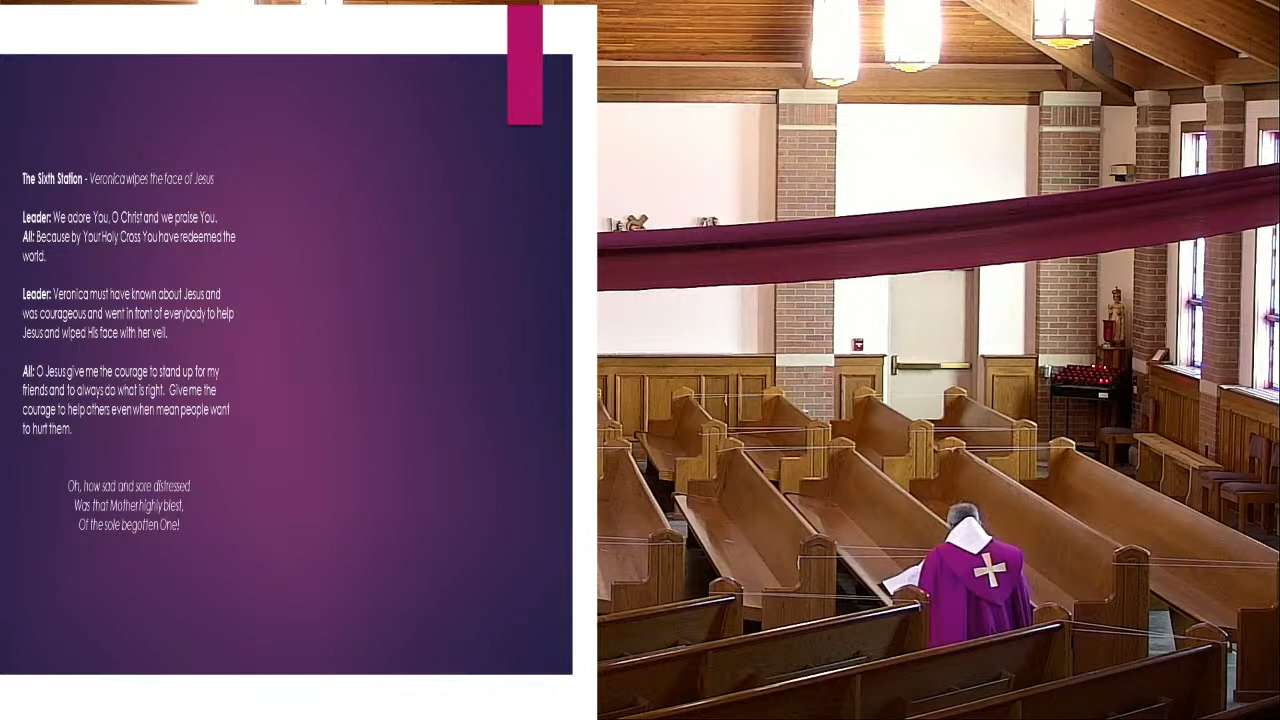 The Sixth Station - Veronica wipes the face of Jesus
Leader: We adore You, O Christ and we praise You.
All: Because by Your Holy Cross You have redeemed the
world.
Leader: Veronica must have known about Jesus and
was courageous and went in front of everybody to help
Jesus and wiped His face with her veil.
All: O Jesus give me the courage to stand up for my
friends and to always do what is right. Give me the
courage to help others even when mean people want
to hurt them.
Oh, how sad and sore distressed
Was that Mother highly blest,
Of the sole begotten One!